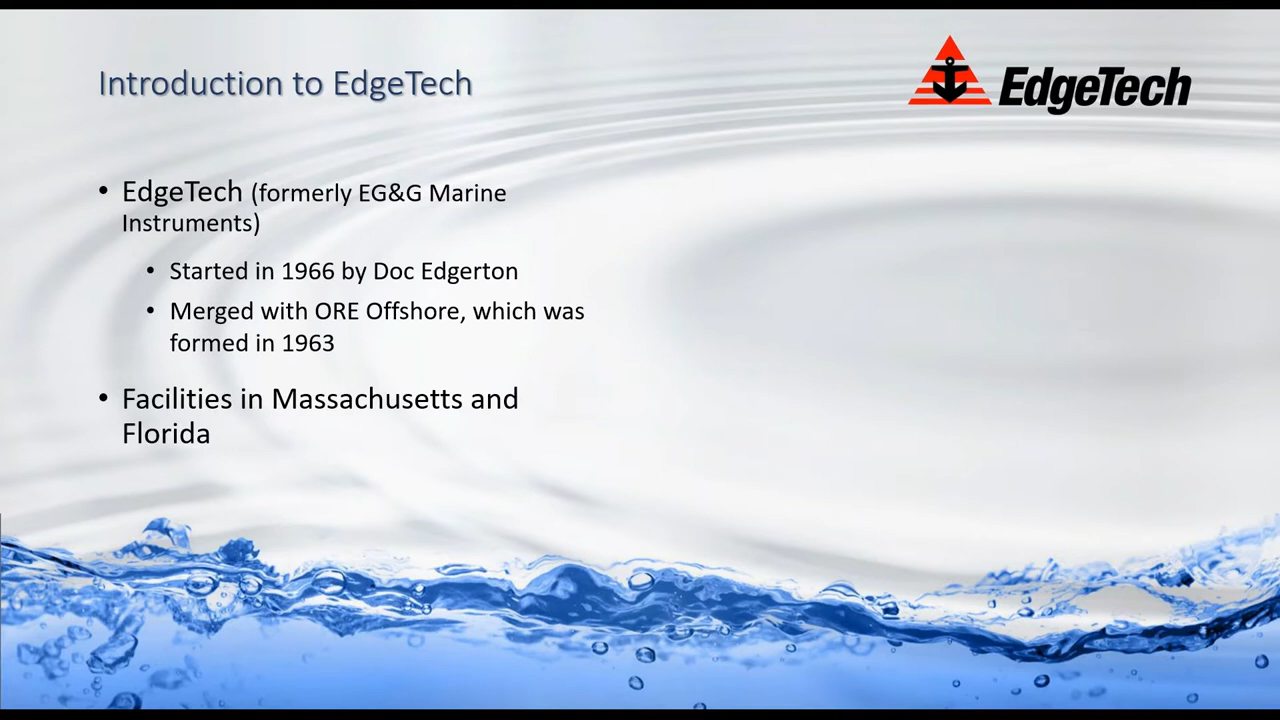 Introduction to EdgeTech
EdgeTech
• EdgeTech (formerly EG&G Marine
Instruments)
• Started in 1966 by Doc Edgerton
• Merged with ORE Offshore, which was
formed in 1963
• Facilities in Massachusetts and
Florida